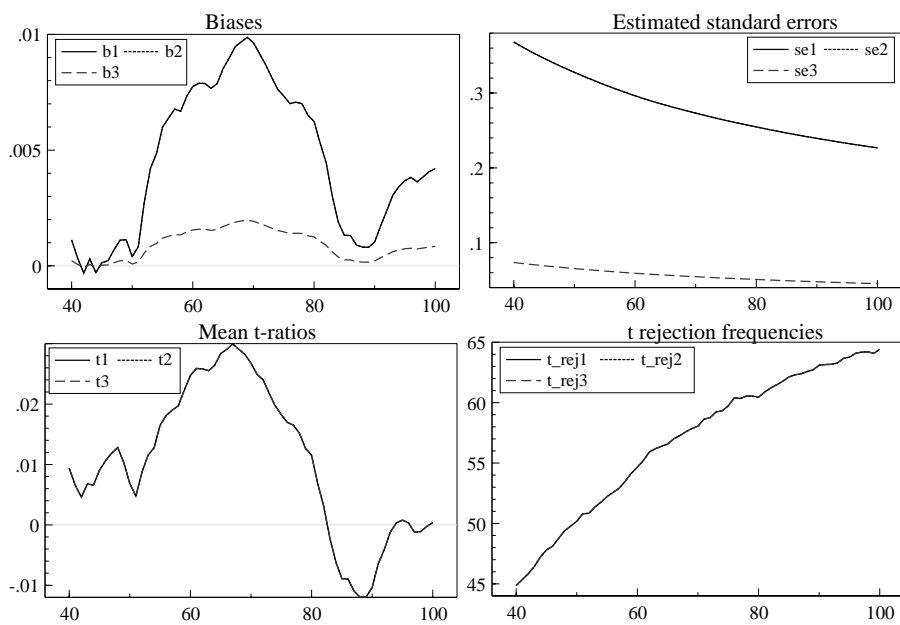 Biases
.01
b1 b2
b3
.005
0
40 60 80 100
Estimated standard errors
se1 se2
se3
.3
.2
.1
40 60 80 100
Mean t-ratios
t1 t2
t3
.02
.01
0
-.01
40 60 80 100
t rejection frequencies
65
t_rej1 t_rej2
t_rej3
60
55
50
45
40 60 80 100